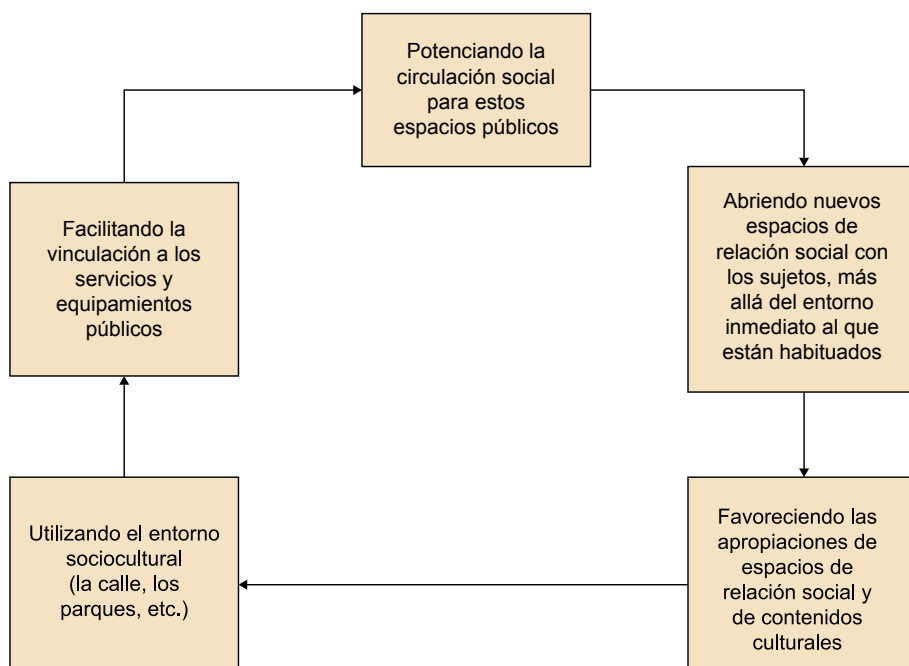 Potenciando la
circulación social
para estos
espacios públicos
Abriendo nuevos
espacios de
relación social con
los sujetos, más
allá del entorno
inmediato al que
están habituados
Favoreciendo las
apropiaciones de
espacios de
relación social y
de contenidos
culturales
Utilizando el entorno
sociocultural
(la calle, los
parques, etc.)
Facilitando la
vinculación a los
servicios y
equipamientos
públicos